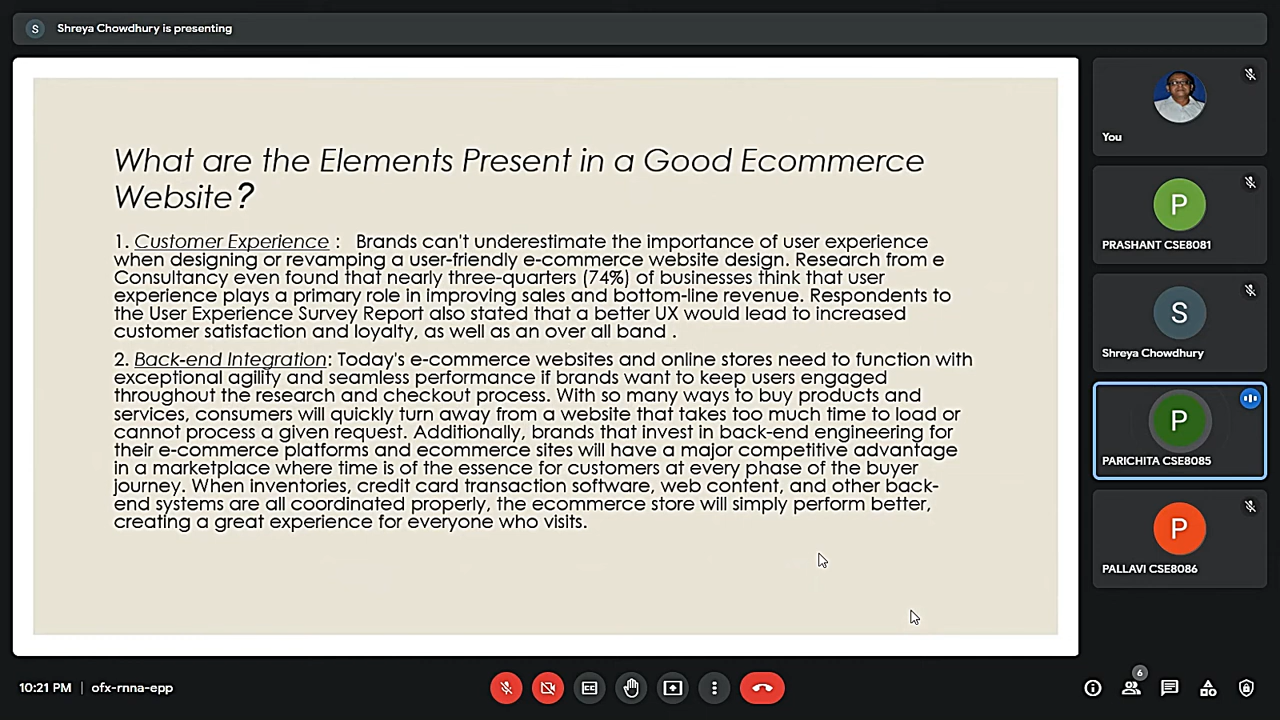 S Shreya Chowdhury is presenting
What are the Elements Present in a Good Ecommerce
Website?
1. Customer Experience : Brands can't underestimate the importance of user experience
when designing or revamping a user-friendly e-commerce website design. Research from e
Consultancy even found that nearly three-quarters (74%) of businesses think that user
experience plays a primary role in improving sales and bottom-line revenue. Respondents to
the User Experience Survey Report also stated that a better UX would lead to increased
customer satisfaction and loyalty, as well as an over all band .
2. Back-end Integration: Today's e-commerce websites and online stores need to function with
exceptional agility and seamless performance if brands want to keep users engaged
throughout the research and checkout process. With so many ways to buy products and
services, consumers will quickly turn away from a website that takes too much time to load or
cannot process a given request. Additionally, brands that invest in back-end engineering for
their e-commerce platforms and ecommerce sites will have a major competitive advantage
in a marketplace where time is of the essence for customers at every phase of the buyer
journey. When inventories, credit card transaction software, web content, and other back-
end systems are all coordinated properly, the ecommerce store will simply perform better,
creating a great experience for everyone who visits.
You
P
PRASHANT CSE8081
S
Shreya Chowdhury
P
PARICHITA CSE8085
P
PALLAVI CSE8086
10:21 PM | ofx-rnna-epp
CC
6